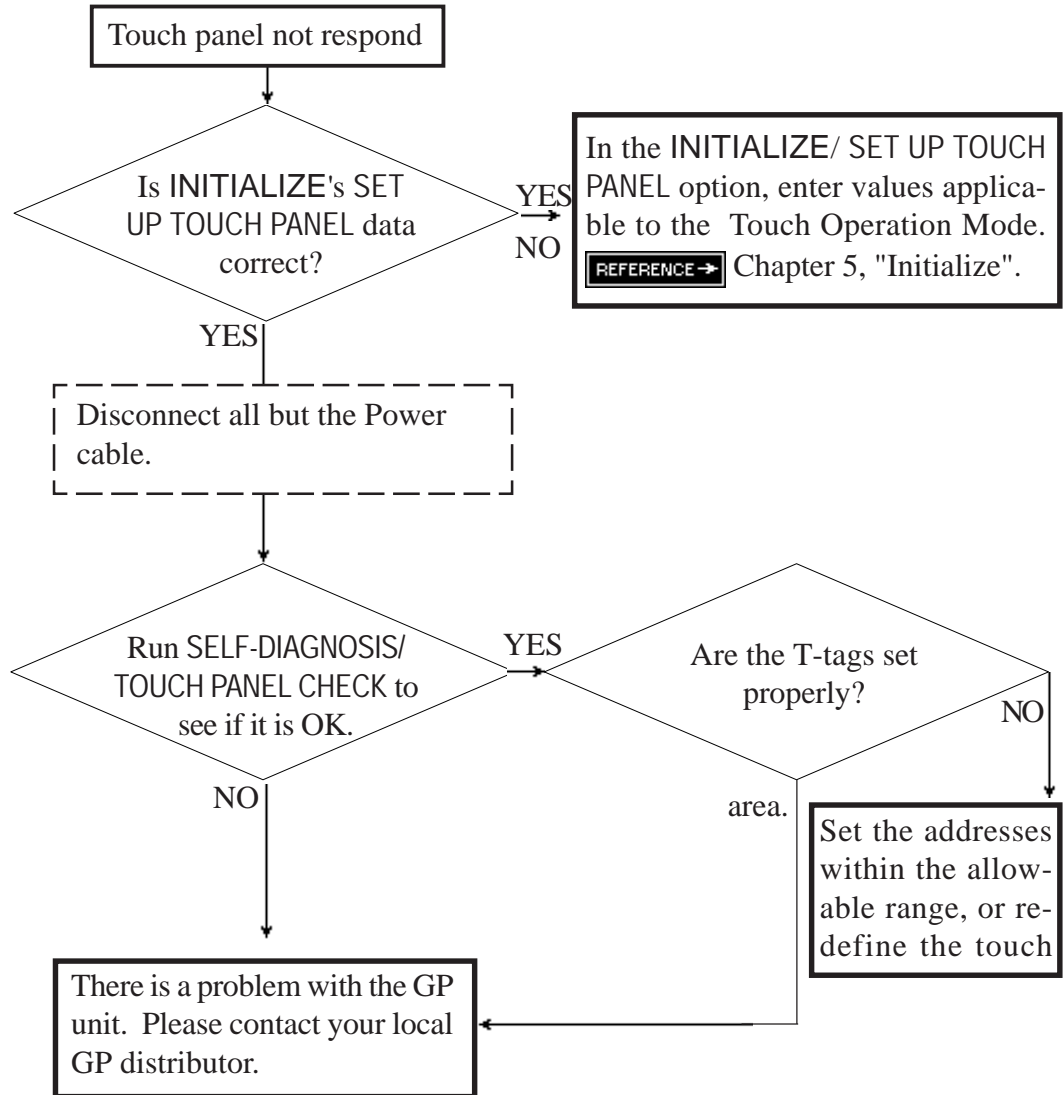 Touch panel not respond
Is INITIALIZE's SET
UP TOUCH PANEL data
correct?
YES
NO
In the INITIALIZE/ SET UP TOUCH
PANEL option, enter values applica-
ble to the Touch Operation Mode.
REFERENCE Chapter 5, "Initialize".
YES
Disconnect all but the Power
cable.
Run SELF-DIAGNOSIS/
TOUCH PANEL CHECK to
see if it is OK.
YES
Are the T-tags set
properly?
NO
NO
area.
Set the addresses
within the allow-
able range, or re-
define the touch
There is a problem with the GP
unit. Please contact your local
GP distributor.